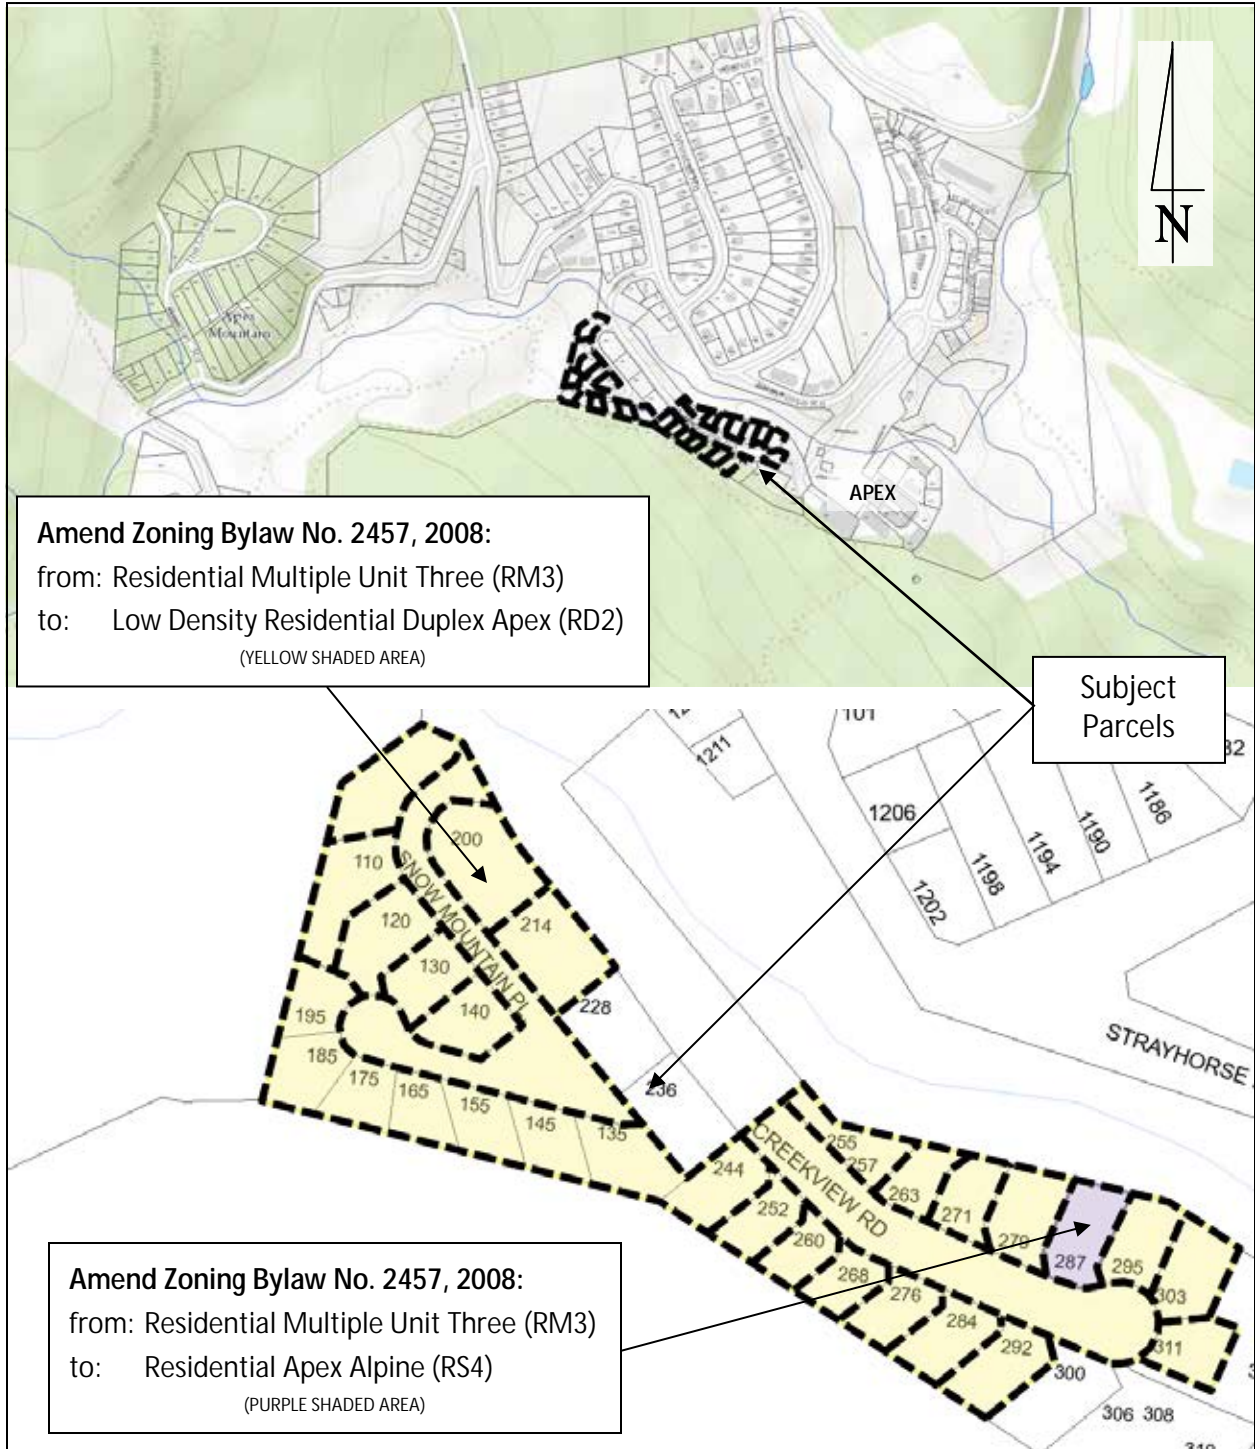 N
Apex
Mountain
APEX
Amend Zoning Bylaw No. 2457, 2008:
from: Residential Multiple Unit Three (RM3)
to: Low Density Residential Duplex Apex (RD2)
(YELLOW SHADED AREA)
Subject
Parcels
101
1211
1206
1202
1198
1194
1190
1186
STRAYHORSE
200
110
SNOW MOUNTAIN PL
120
214
130
140
228
195
185
175
165
155
145
135
236
CREEKVIEW RD
244
252
260
268
276
284
292
300
255
257
263
271
279
287
295
303
311
306 308
Amend Zoning Bylaw No. 2457, 2008:
from: Residential Multiple Unit Three (RM3)
to: Residential Apex Alpine (RS4)
(PURPLE SHADED AREA)